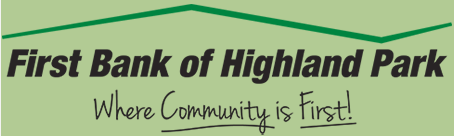 First Bank of Highland Park
Where Community is First!